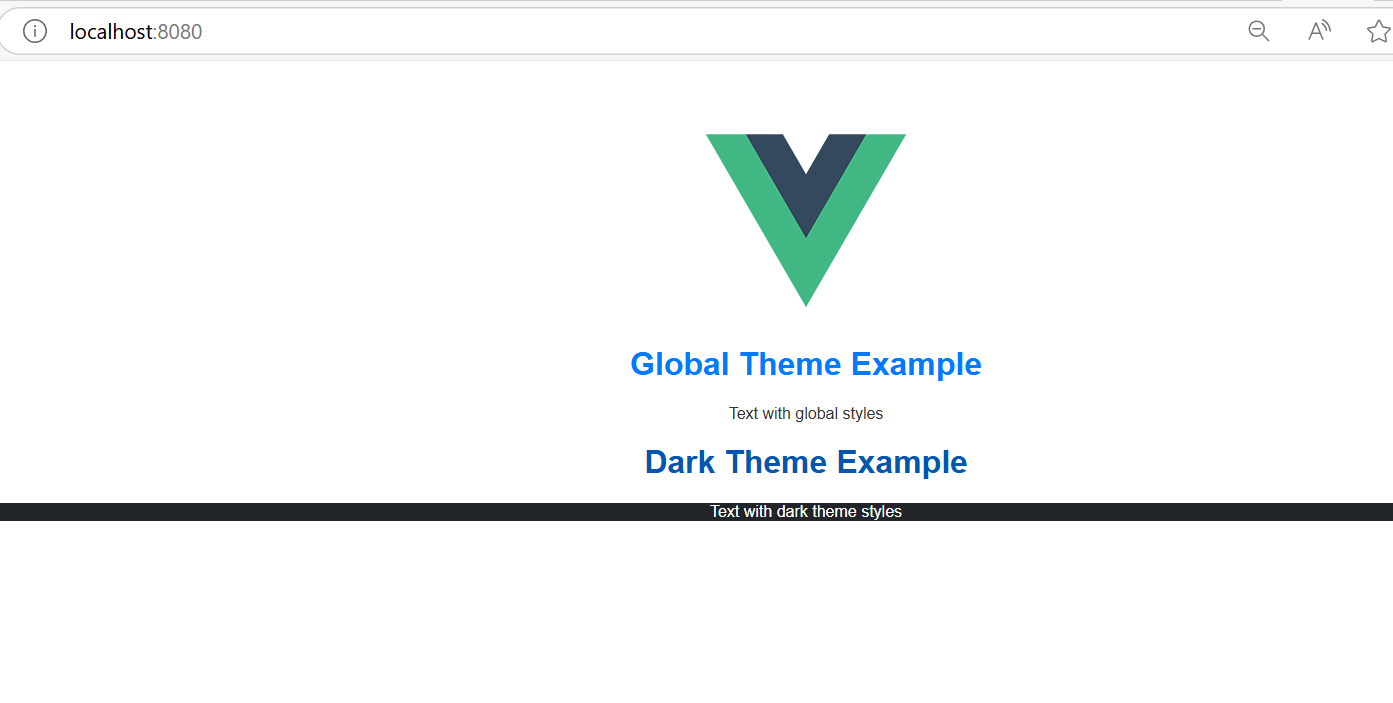 localhost:8080
Global Theme Example
Text with global styles
Dark Theme Example
Text with dark theme styles